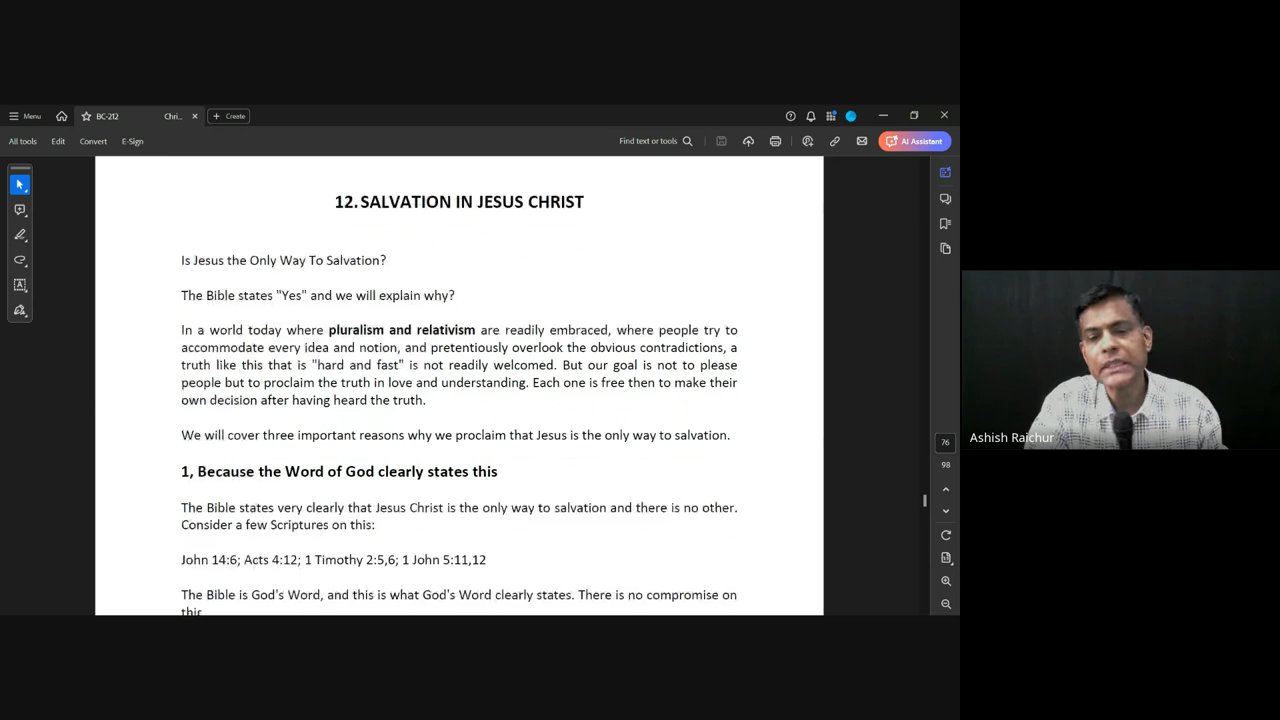 Menu
BC-212
Chri...
Create
All tools
Edit
Convert
E-Sign
Find text or tools
AI Assistant
12. SALVATION IN JESUS CHRIST
Is Jesus the Only Way To Salvation?
The Bible states "Yes" and we will explain why?
In a world today where pluralism and relativism are readily embraced, where people try to
accommodate every idea and notion, and pretentiously overlook the obvious contradictions, a
truth like this that is "hard and fast" is not readily welcomed. But our goal is not to please
people but to proclaim the truth in love and understanding. Each one is free then to make their
own decision after having heard the truth.
We will cover three important reasons why we proclaim that Jesus is the only way to salvation.
1, Because the Word of God clearly states this
The Bible states very clearly that Jesus Christ is the only way to salvation and there is no other.
Consider a few Scriptures on this:
John 14:6; Acts 4:12; 1 Timothy 2:5,6; 1 John 5:11,12
The Bible is God's Word, and this is what God's Word clearly states. There is no compromise on
this.
76
98
Ashish Raichur